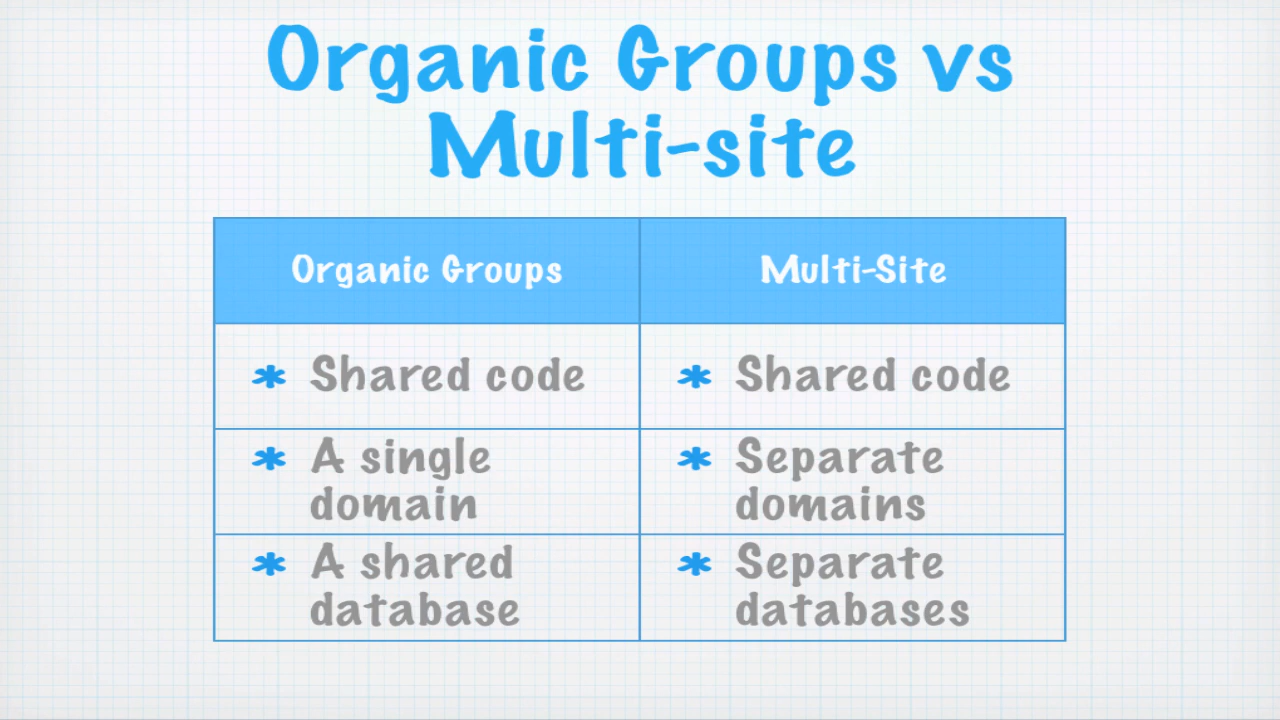 Organic Groups vs
Multi-site
Organic Groups
Multi-Site
* Shared code
* Shared code
* A single
domain
* Separate
domains
* A shared
database
* Separate
databases